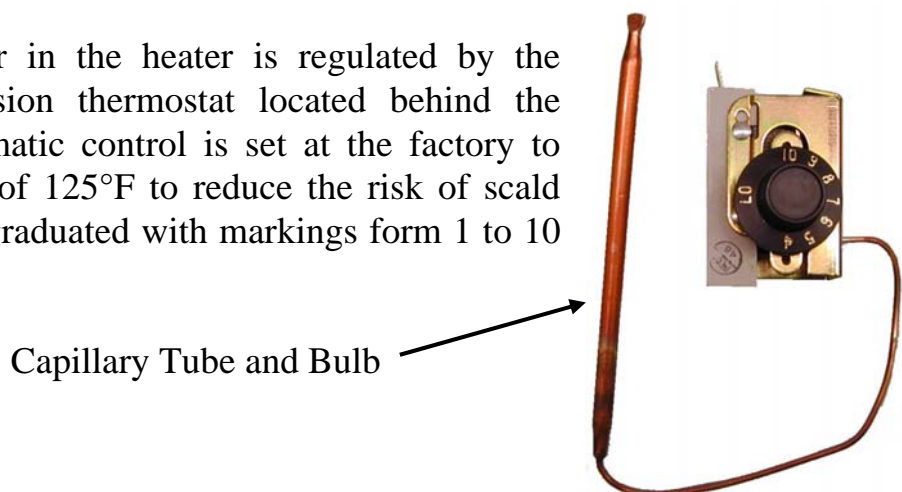 r in the heater is regulated by the
sion thermostat located behind the
matic control is set at the factory to
of 125°F to reduce the risk of scald
graduated with markings form 1 to 10
Capillary Tube and Bulb
10
9
8
7
6
5
4
LO